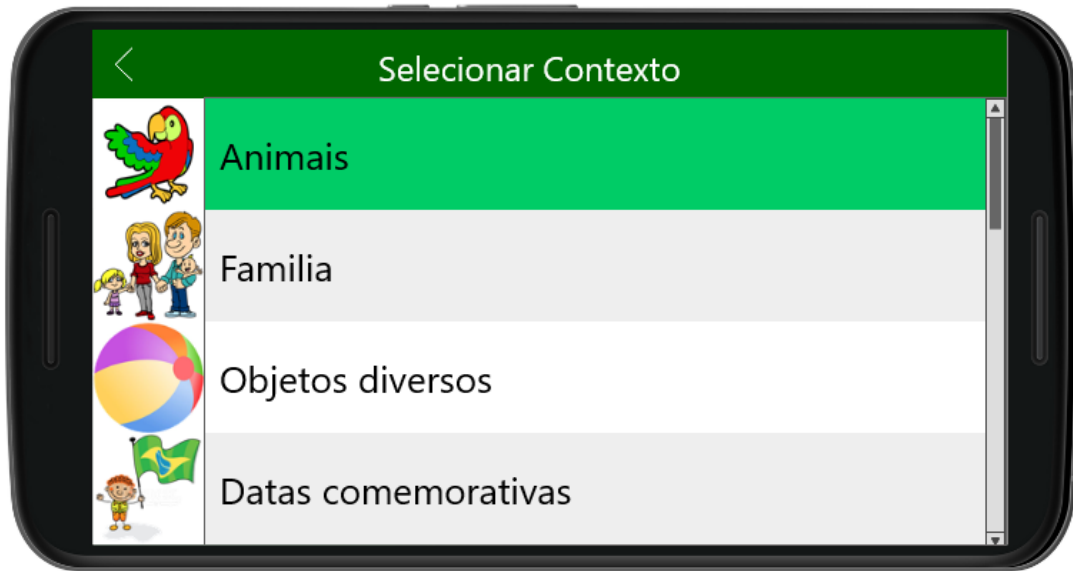 Selecionar Contexto
Animais
Familia
Objetos diversos
Datas comemorativas